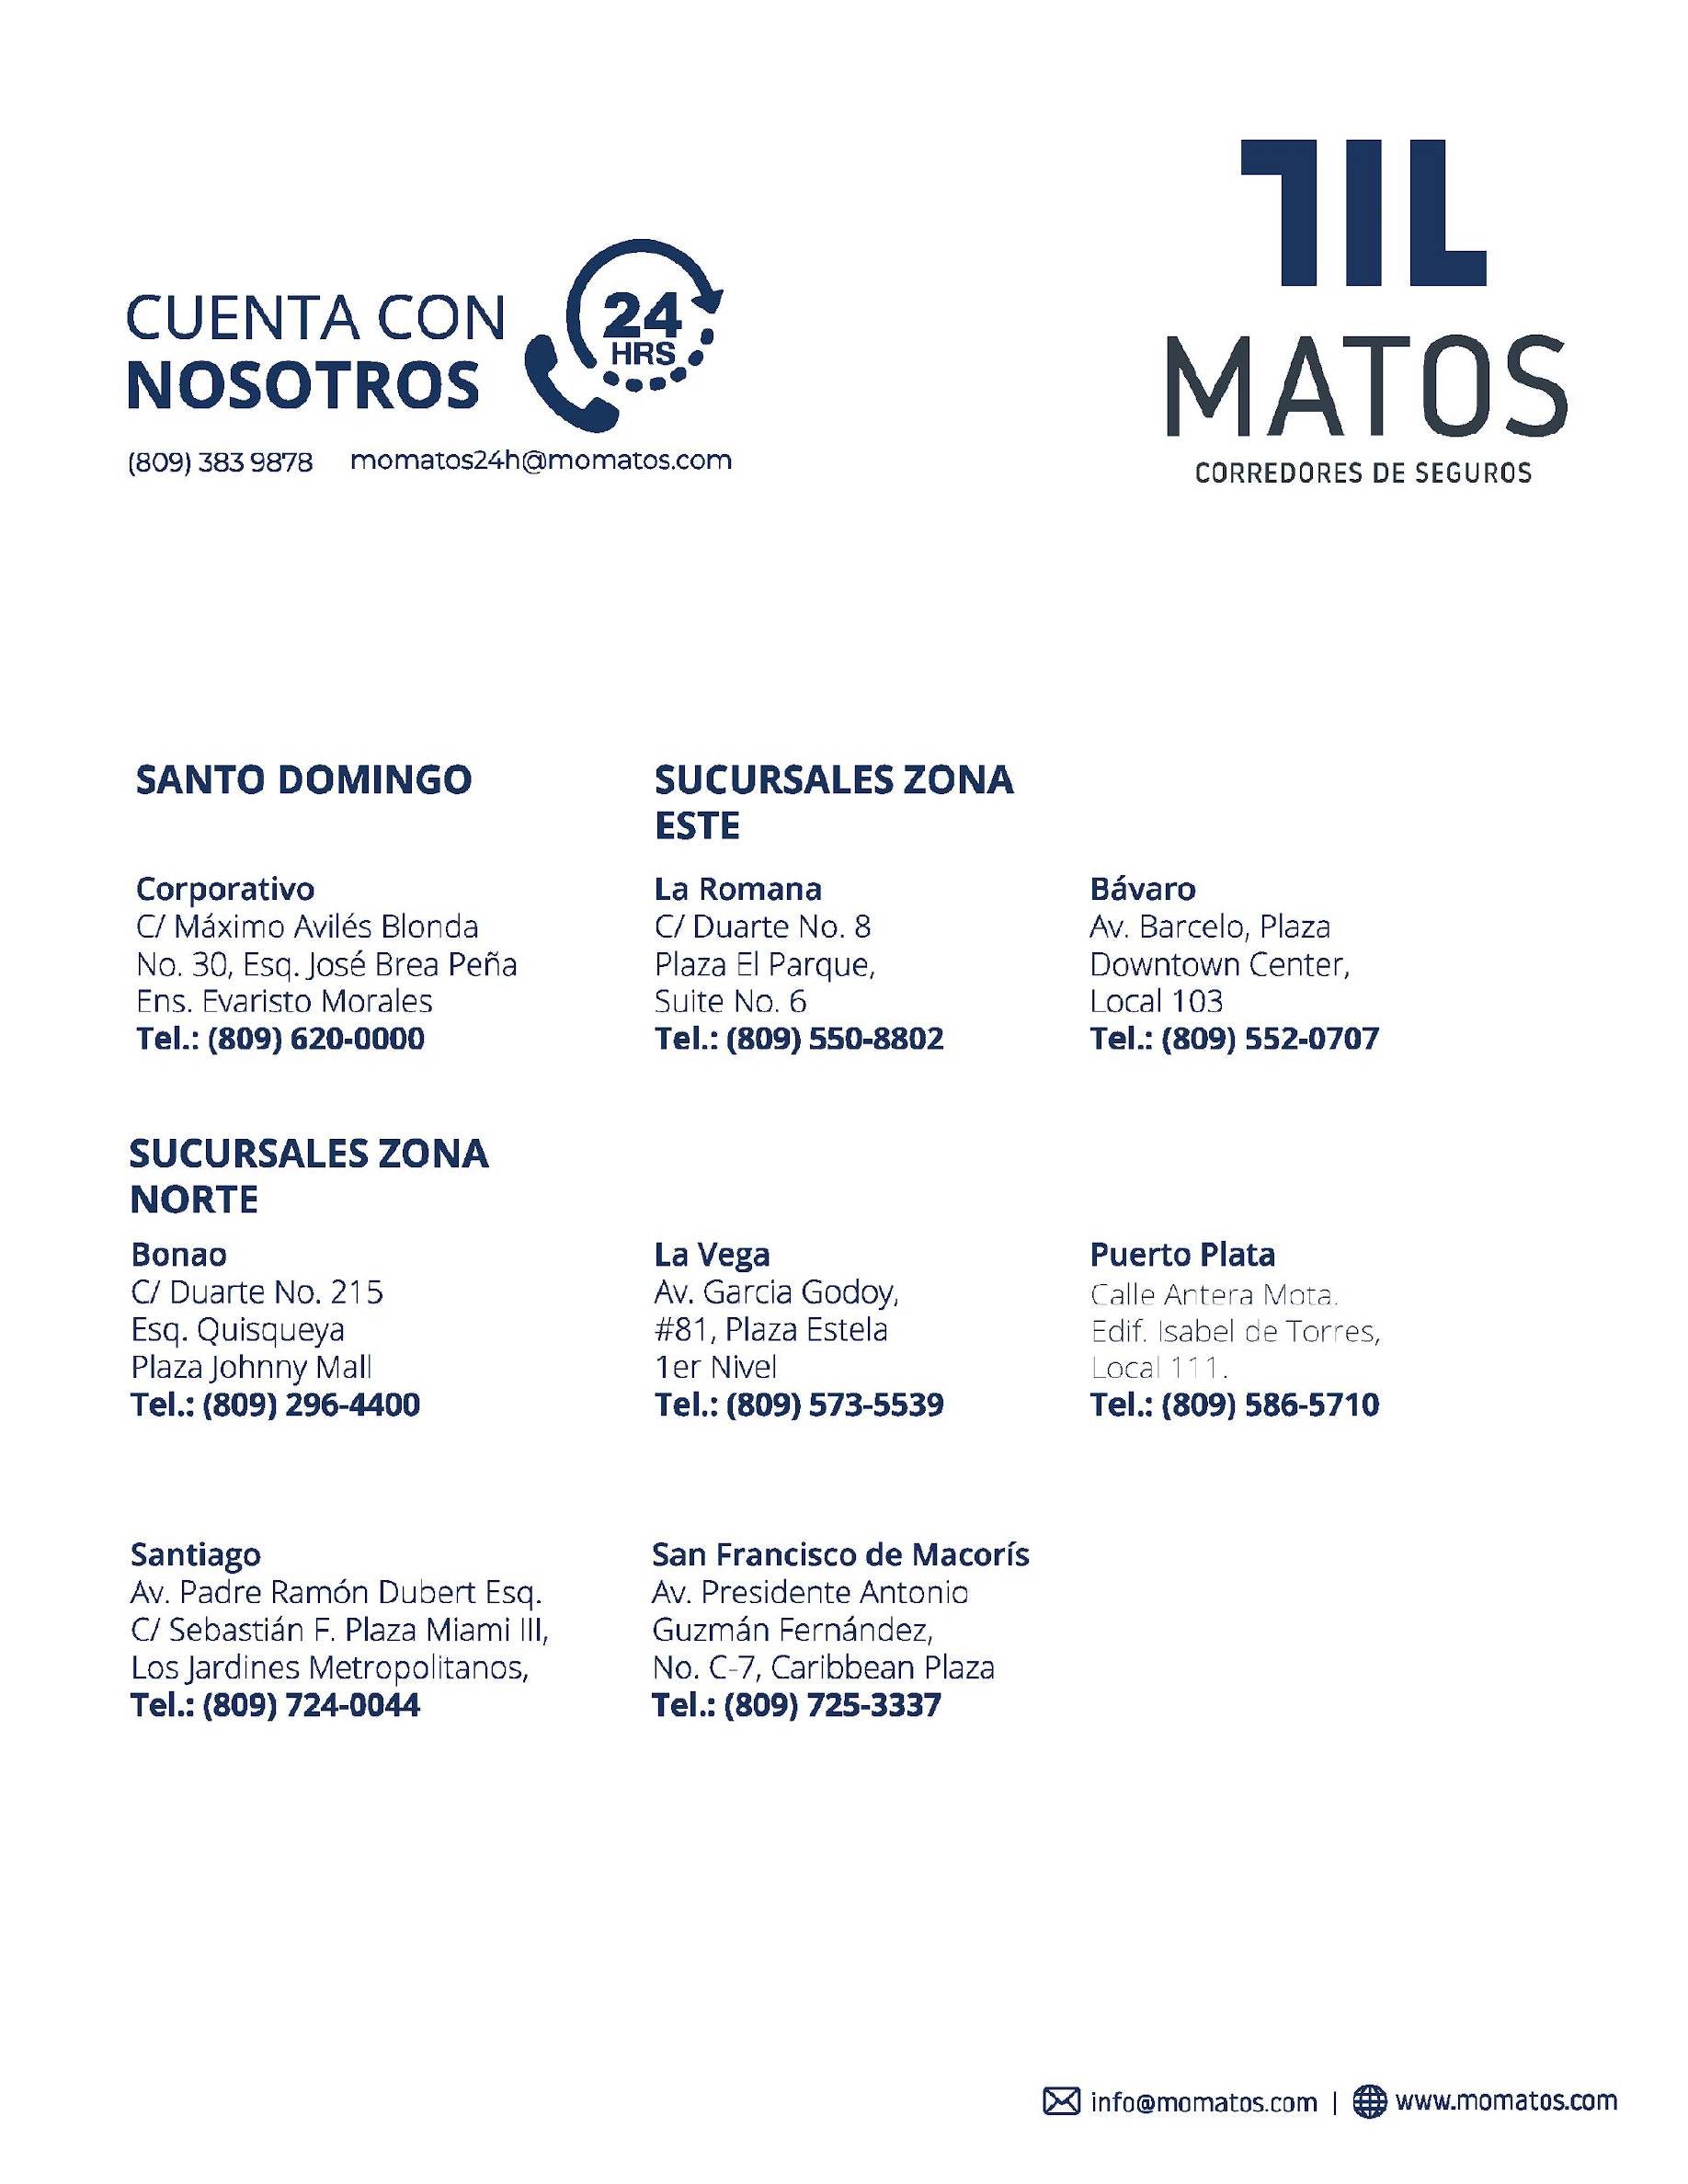 CUENTA CON
NOSOTROS
24
HRS
(809) 383 9878 momatos24h@momatos.com
MATOS
CORREDORES DE SEGUROS
SANTO DOMINGO
Corporativo
C/ Máximo Avilés Blonda
No. 30, Esq. José Brea Peña
Ens. Evaristo Morales
Tel.: (809) 620-0000
SUCURSALES ZONA
ESTE
La Romana
C/ Duarte No. 8
Plaza El Parque,
Suite No. 6
Tel.: (809) 550-8802
Bávaro
Av. Barcelo, Plaza
Downtown Center,
Local 103
Tel.: (809) 552-0707
SUCURSALES ZONA
NORTE
Bonao
C/ Duarte No. 215
Esq. Quisqueya
Plaza Johnny Mall
Tel.: (809) 296-4400
La Vega
Av. Garcia Godoy,
#81, Plaza Estela
1er Nivel
Tel.: (809) 573-5539
Puerto Plata
Calle Antera Mota.
Edif. Isabel de Torres,
Local 111.
Tel.: (809) 586-5710
Santiago
Av. Padre Ramón Dubert Esq.
C/ Sebastián F. Plaza Miami III,
Los Jardines Metropolitanos,
Tel.: (809) 724-0044
San Francisco de Macorís
Av. Presidente Antonio
Guzmán Fernández,
No. C-7, Caribbean Plaza
Tel.: (809) 725-3337
info@momatos.com | www.momatos.com